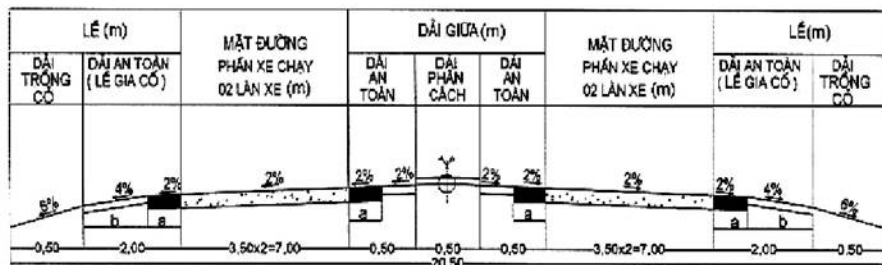 LỀ (m)
DẢI GIỮA (m)
LỀ(m)
DẢI TRỒNG CỎ
DẢI AN TOÀN
( LỀ GIA CỐ )
MẶT ĐƯỜNG
PHẦN XE CHẠY
02 LÀN XE (m)
DẢI AN TOÀN
DẢI PHÂN CÁCH
DẢI AN TOÀN
MẶT ĐƯỜNG
PHẦN XE CHẠY
02 LÀN XE (m)
DẢI AN TOÀN
( LỀ GIA CỐ )
DẢI TRỒNG CỎ
6% 4% 2% 2% 2% 2% 2% 2% 2% 2% 4% 6%
b a a a a b
0,50 2,00 3,50x2=7,00 0,50 0,50 0,50 3,50x2=7,00 2,00 0.50
20,50